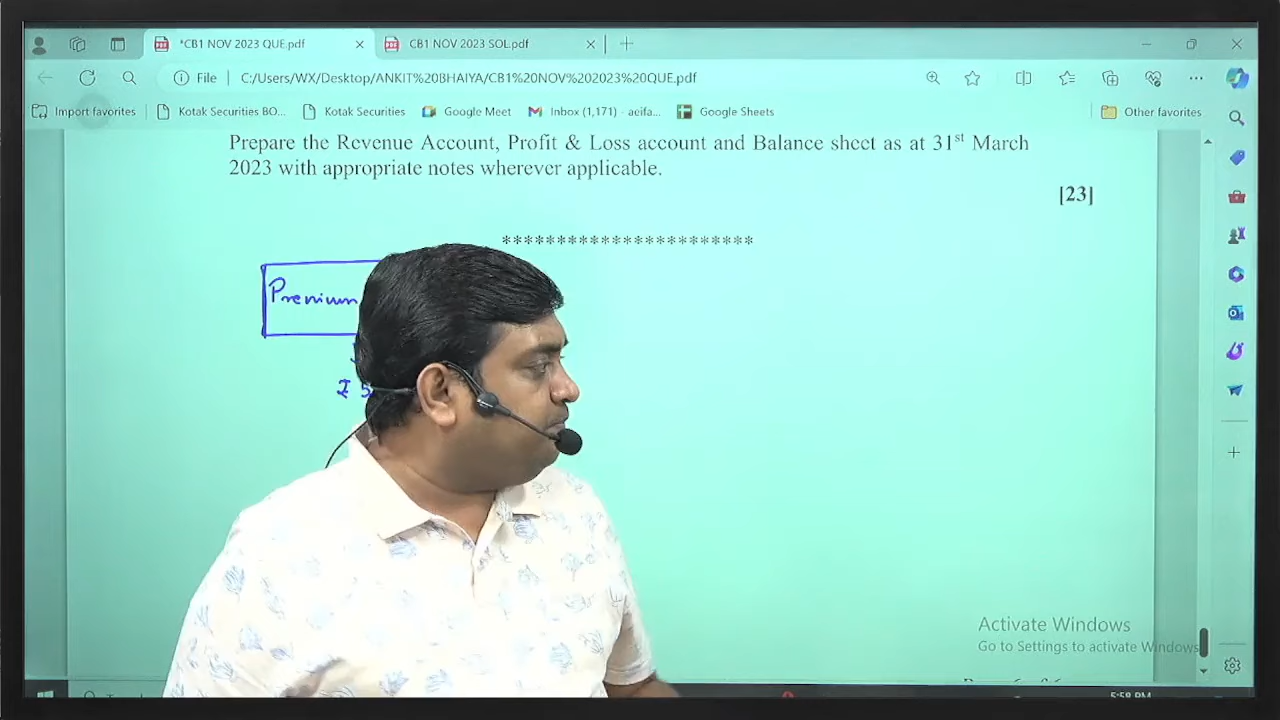 *CB1 NOV 2023 QUE.pdf
CB1 NOV 2023 SOL.pdf
File C:/Users/WX/Desktop/ANKIT%20BHAIYA/CB1%20NOV%202023%20QUE.pdf
Import favorites Kotak Securities BO... Kotak Securities Google Meet Inbox (1,171) - aeifa... Google Sheets Other favorites
Prepare the Revenue Account, Profit & Loss account and Balance sheet as at 31st March
2023 with appropriate notes wherever applicable.
[23]
***********************
Premium
Activate Windows
Go to Settings to activate Windows
5:58 PM